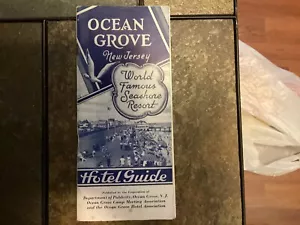 OCEAN
GROVE
New Jersey
World
Famous
Seashore
Resort
Hotel Guide
Published by the Cooperation of
Department of Publicity, Ocean Grove, N. J.
Ocean Grove Camp Meeting Association
and the Ocean Grove Hotel Association